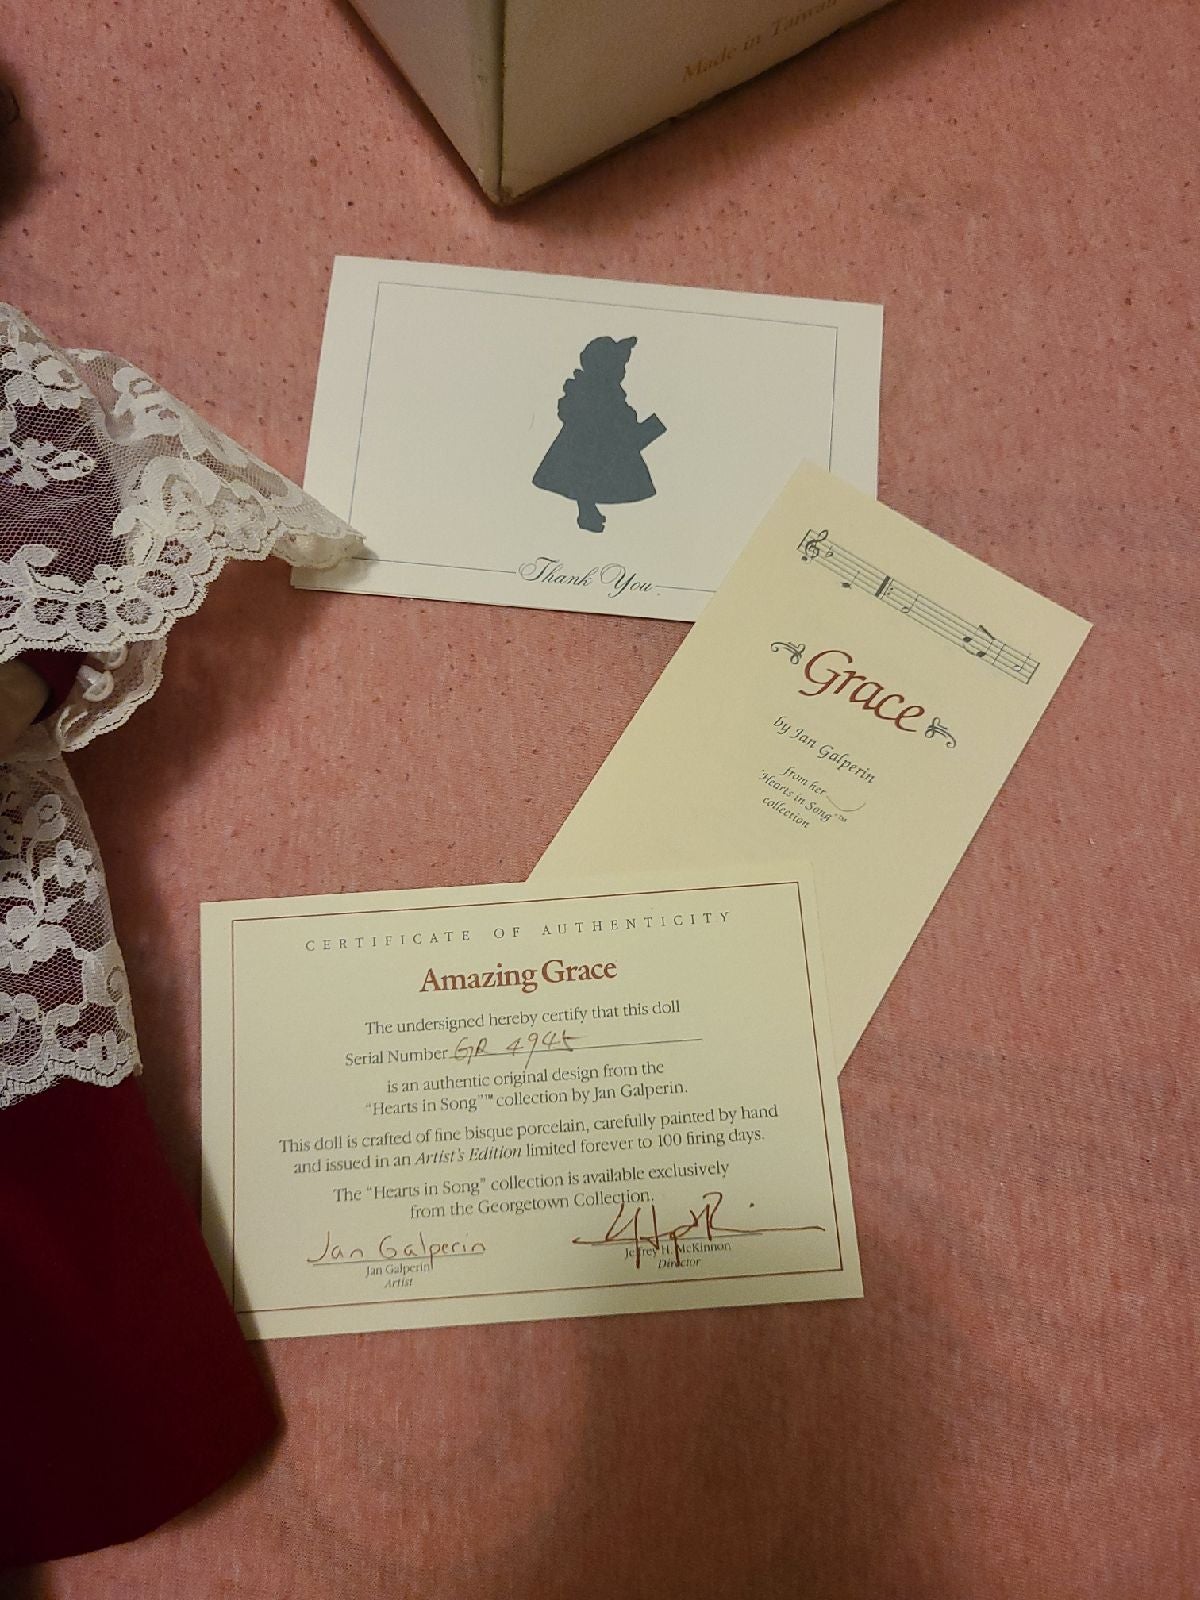 Made in Taiwan
Thank You
Grace
by Jan Galperin
from her
"Hearts in Song"™
collection
CERTIFICATE OF AUTHENTICITY
Amazing Grace
The undersigned hereby certify that this doll
Serial Number GR 4945
is an authentic original design from the
"Hearts in Song"™ collection by Jan Galperin.
This doll is crafted of fine bisque porcelain, carefully painted by hand
and issued in an Artist's Edition limited forever to 100 firing days.
The "Hearts in Song" collection is available exclusively
from the Georgetown Collection.
Jan Galperin
Jan Galperin
Artist
Jeffrey H. McKinnon
Director